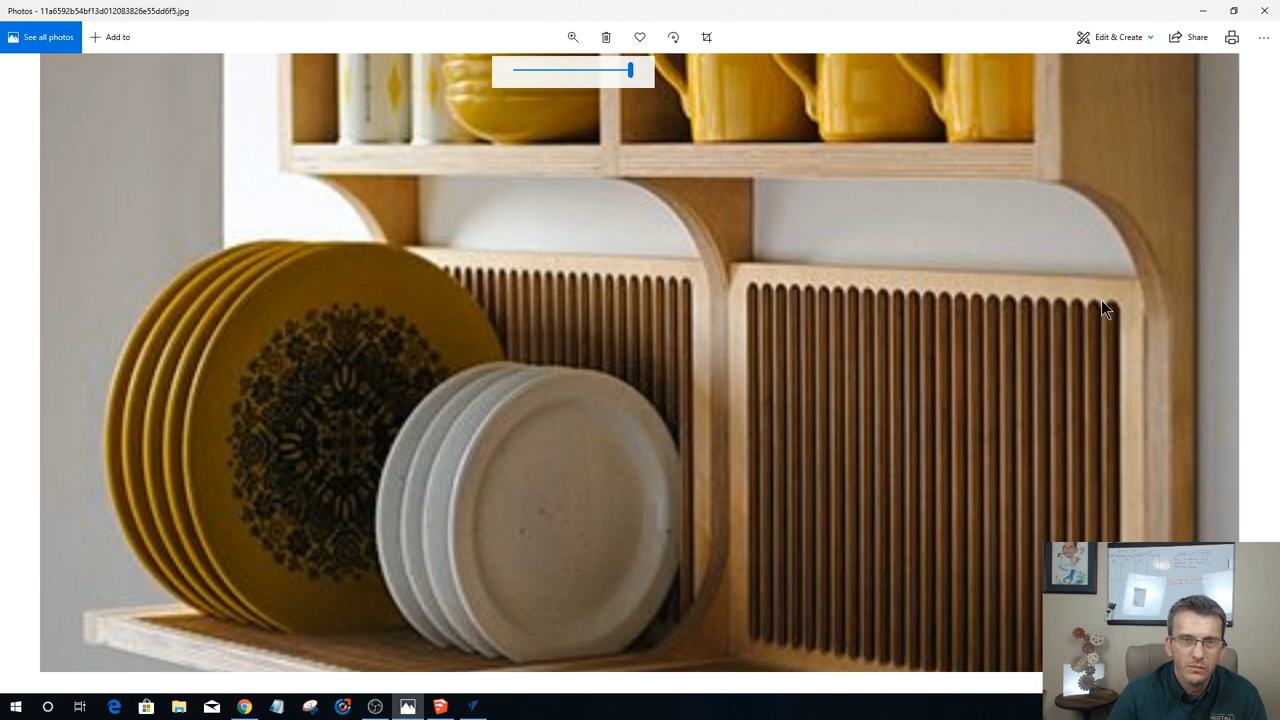 Photos - 11a6592b54bf13d012083826e55dd6f5.jpg
See all photos
Add to
Edit & Create
Share